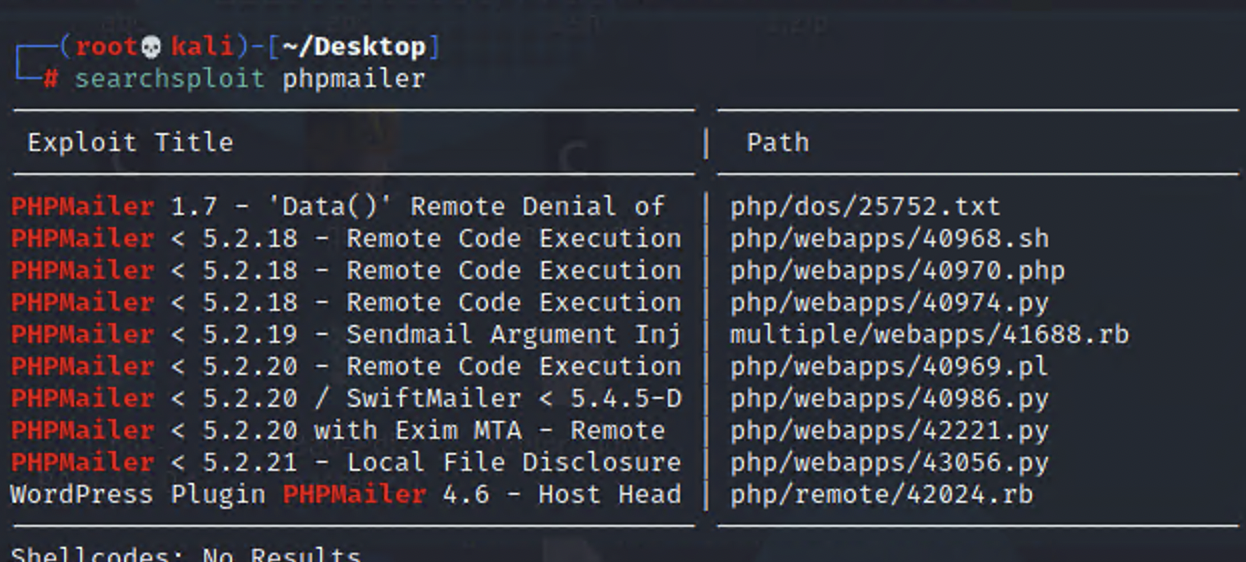 (root💀kali)-[~/Desktop]
# searchsploit phpmailer
Exploit Title | Path
PHPMailer 1.7 - 'Data()' Remote Denial of | php/dos/25752.txt
PHPMailer < 5.2.18 - Remote Code Execution | php/webapps/40968.sh
PHPMailer < 5.2.18 - Remote Code Execution | php/webapps/40970.php
PHPMailer < 5.2.18 - Remote Code Execution | php/webapps/40974.py
PHPMailer < 5.2.19 - Sendmail Argument Inj | multiple/webapps/41688.rb
PHPMailer < 5.2.20 - Remote Code Execution | php/webapps/40969.pl
PHPMailer < 5.2.20 / SwiftMailer < 5.4.5-D | php/webapps/40986.py
PHPMailer < 5.2.20 with Exim MTA - Remote | php/webapps/42221.py
PHPMailer < 5.2.21 - Local File Disclosure | php/webapps/43056.py
WordPress Plugin PHPMailer 4.6 - Host Head | php/remote/42024.rb
Shellcodes: No Results